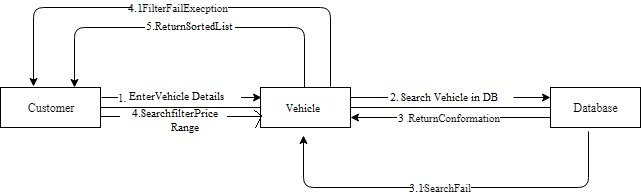 4.1FilterFailExecption
5.ReturnSortedList
1. EnterVehicle Details
2. Search Vehicle in DB
Customer
Vehicle
Database
4.SearchfilterPrice
Range
3 .ReturnConformation
3.1SearchFail